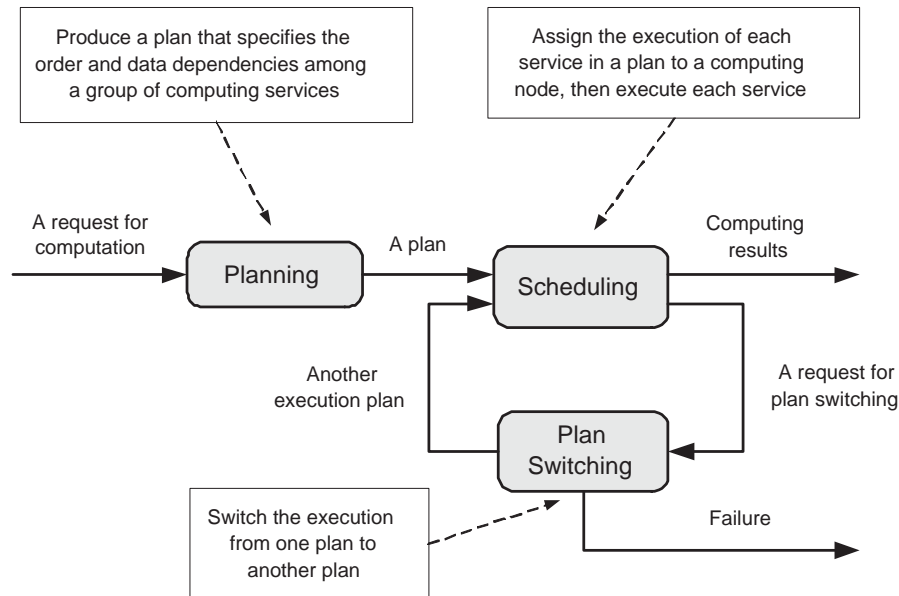 Produce a plan that specifies the
order and data dependencies among
a group of computing services
Assign the execution of each
service in a plan to a computing
node, then execute each service
A request for
computation
Planning
A plan
Scheduling
Computing
results
Another
execution plan
A request for
plan switching
Plan
Switching
Switch the execution
from one plan to
another plan
Failure